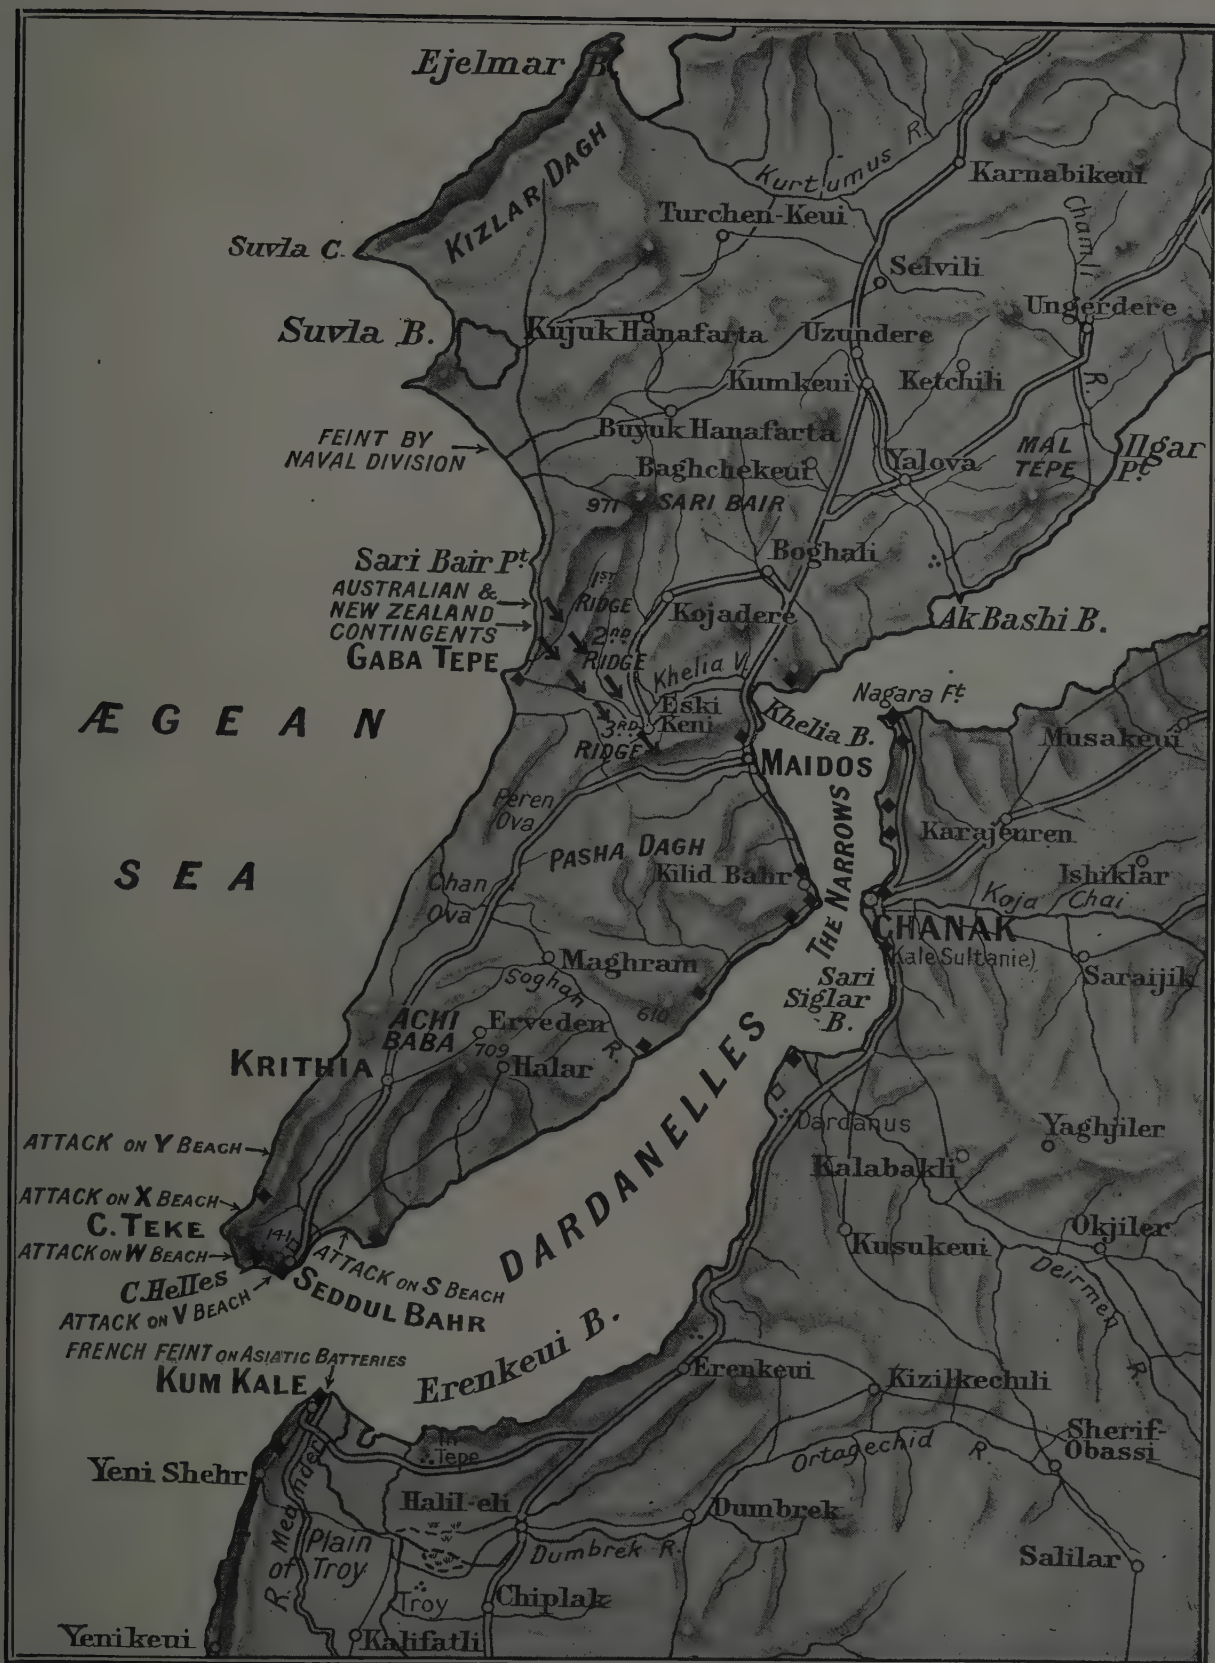 Ejelmar B.
KIZLAR DAGH
Kurtumus R.
Karnabikeui
Turchen-Keui
Chamli
R.
Suvla C.
Selvili
Ungerdere
Suvla B.
Kujuk Hanafarta
Uzundere
Kumkeui
Ketchili
FEINT BY
NAVAL DIVISION
Buyuk Hanafarta
Baghchekeui
Yalova
MAL
TEPE
Ilgar
Pt.
971
SARI BAIR
Sari Bair Pt.
Boghali
AUSTRALIAN &
NEW ZEALAND
CONTINGENTS
1ST
RIDGE
Kojadere
Ak Bashi B.
GABA TEPE
2ND
RIDGE
Khelia V.
Nagara Ft.
ÆGEAN
SEA
Eski
Keni
3RD
RIDGE
Khelia B.
Musakeui
MAIDOS
Peren
Ova
THE NARROWS
Karajenren
PASHA DAGH
Kilid Bahr
Ishiklar
Chan
Ova
Koja Chai
CHANAK
(Kale Sultanie)
Maghram
Soghan
R.
Sari
Siglar
B.
Saraijik
ACHI
BABA
Erveden
610
709
KRITHIA
Halar
DARDANELLES
Dardanus
Yaghjiler
ATTACK ON Y BEACH
Kalabakli
ATTACK ON X BEACH
C. TEKE
141
ATTACK ON W BEACH
ATTACK ON S BEACH
Kusukeui
Okjiler
C. Helles
SEDDUL BAHR
Deirmen
R.
ATTACK ON V BEACH
Erenkeui B.
FRENCH FEINT ON ASIATIC BATTERIES
KUM KALE
Erenkeui
Kizilkechili
In
Tepe
Ortagechid R.
Sherif-
Obassi
Yeni Shehr
Halil-eli
Dumbrek
Plain
of Troy
Dumbrek R.
Salilar
R.
Troy
Chiplak
Yenikeui
Kalifatli